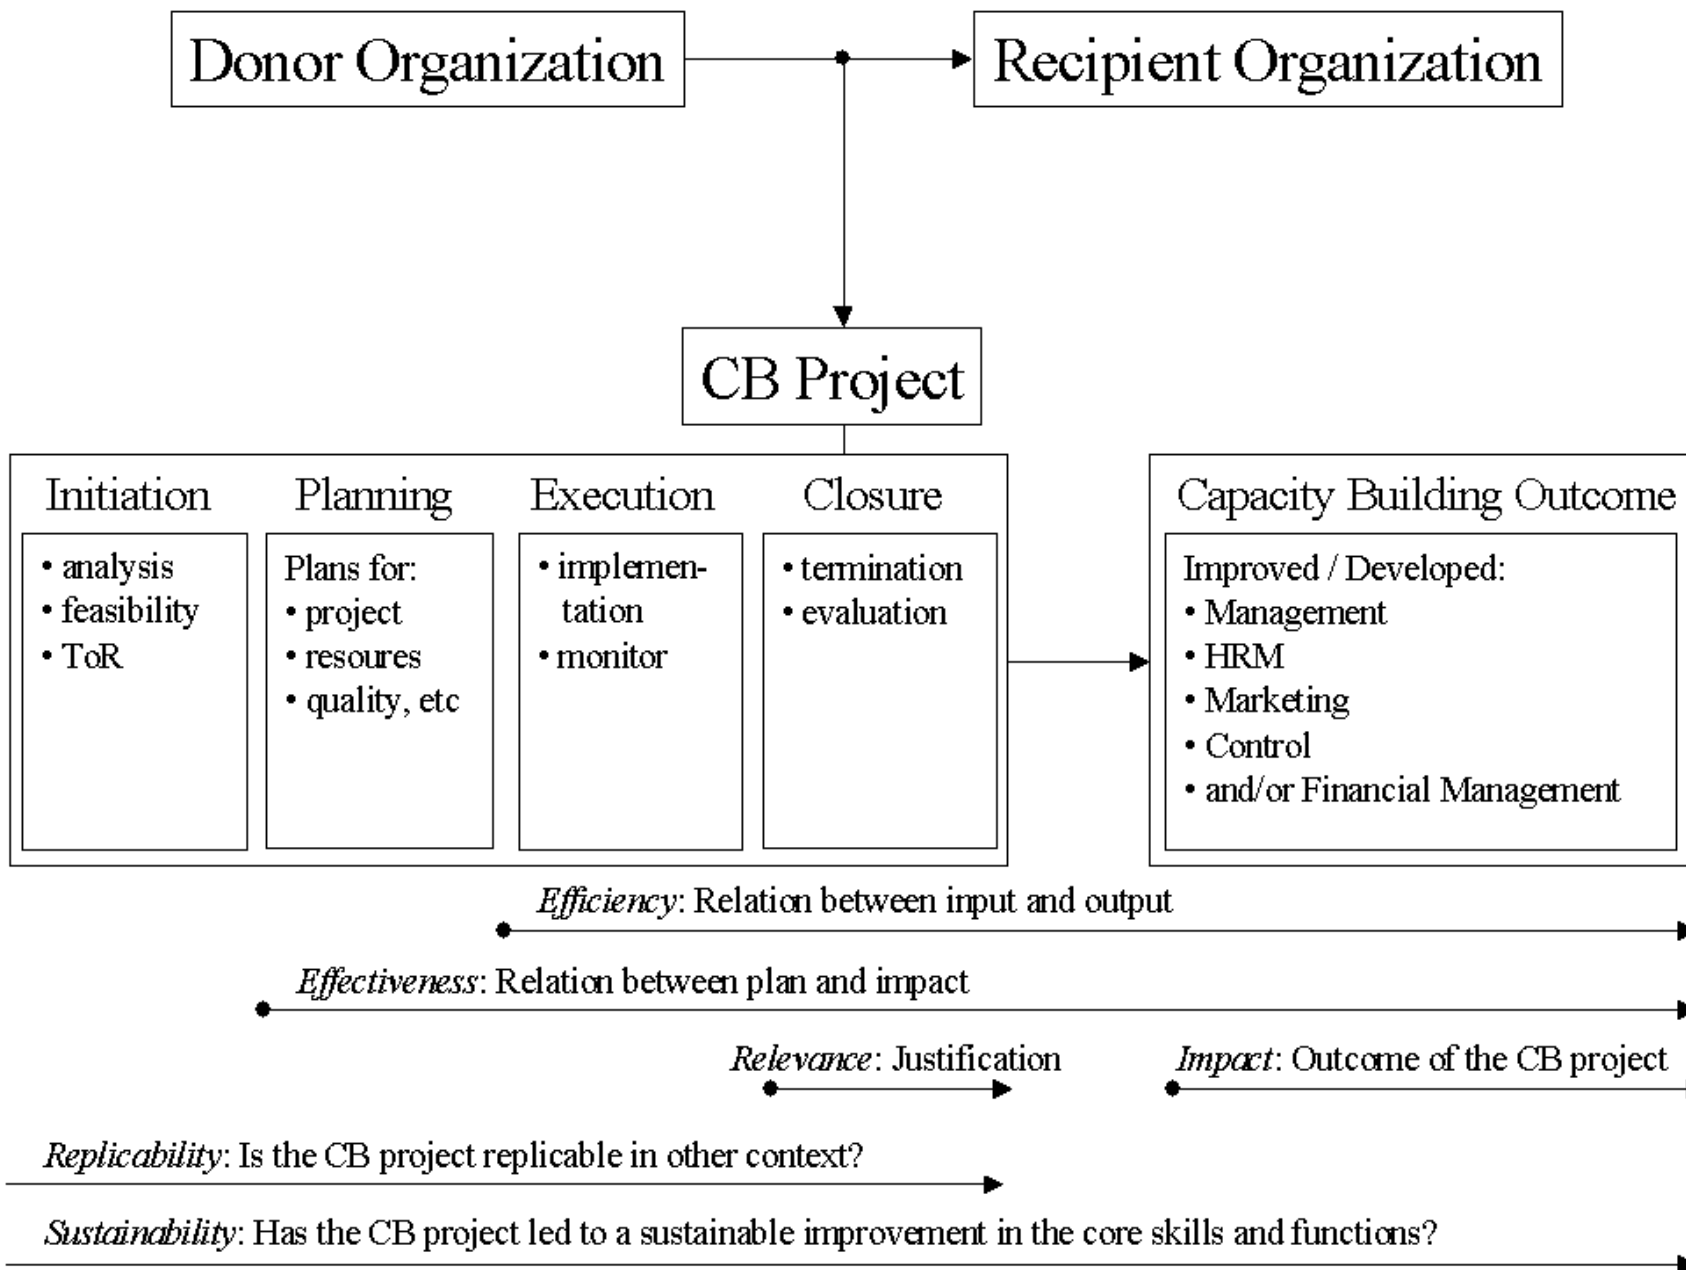 Donor Organization
Recipient Organization
CB Project
Initiation
• analysis
• feasibility
• ToR
Planning
Plans for:
• project
• resoures
• quality, etc
Execution
• implemen-
tation
• monitor
Closure
• termination
• evaluation
Capacity Building Outcome
Improved / Developed:
• Management
• HRM
• Marketing
• Control
• and/or Financial Management
Efficiency: Relation between input and output
Effectiveness: Relation between plan and impact
Relevance: Justification
Impact: Outcome of the CB project
Replicability: Is the CB project replicable in other context?
Sustainability: Has the CB project led to a sustainable improvement in the core skills and functions?